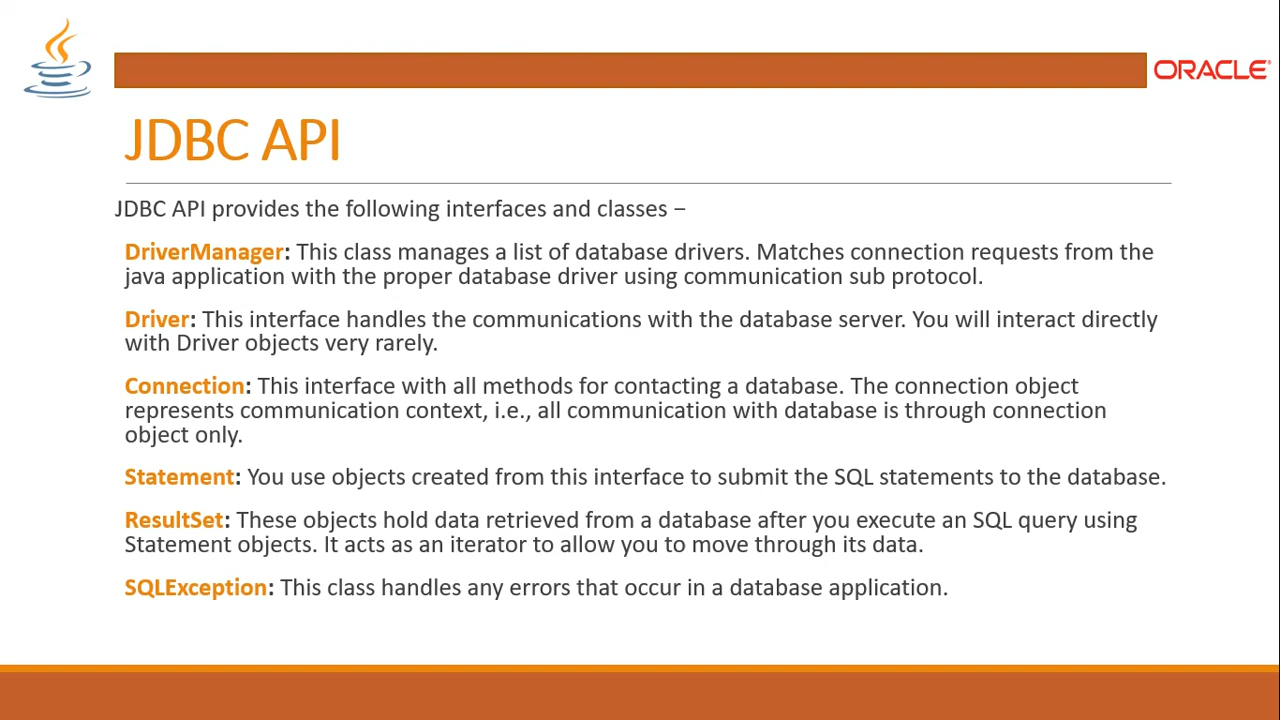 ORACLE®
JDBC API
JDBC API provides the following interfaces and classes −
DriverManager: This class manages a list of database drivers. Matches connection requests from the
java application with the proper database driver using communication sub protocol.
Driver: This interface handles the communications with the database server. You will interact directly
with Driver objects very rarely.
Connection: This interface with all methods for contacting a database. The connection object
represents communication context, i.e., all communication with database is through connection
object only.
Statement: You use objects created from this interface to submit the SQL statements to the database.
ResultSet: These objects hold data retrieved from a database after you execute an SQL query using
Statement objects. It acts as an iterator to allow you to move through its data.
SQLException: This class handles any errors that occur in a database application.